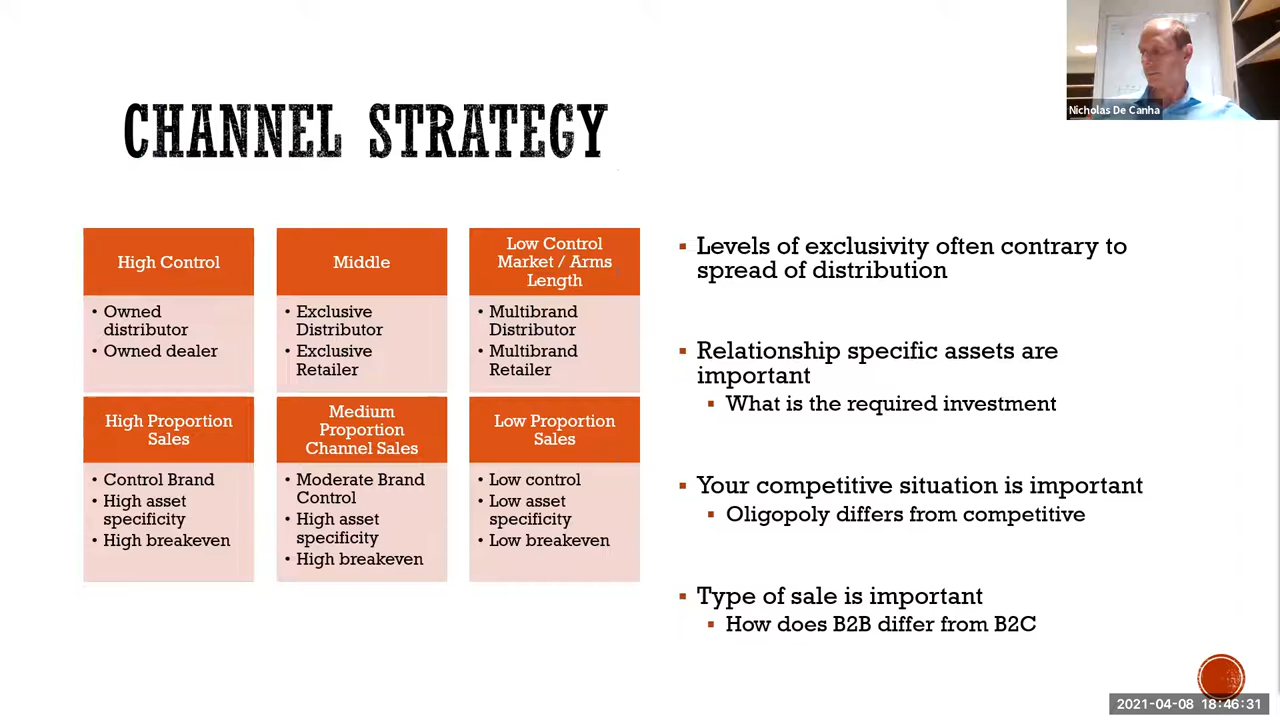 CHANNEL STRATEGY
Nicholas De Canha
High Control
• Owned
distributor
• Owned dealer
Middle
• Exclusive
Distributor
• Exclusive
Retailer
Low Control
Market / Arms
Length
• Multibrand
Distributor
• Multibrand
Retailer
High Proportion
Sales
• Control Brand
• High asset
specificity
• High breakeven
Medium
Proportion
Channel Sales
• Moderate Brand
Control
• High asset
specificity
• High breakeven
Low Proportion
Sales
• Low control
• Low asset
specificity
• Low breakeven
▪ Levels of exclusivity often contrary to
spread of distribution
▪ Relationship specific assets are
important
▪ What is the required investment
▪ Your competitive situation is important
▪ Oligopoly differs from competitive
▪ Type of sale is important
▪ How does B2B differ from B2C
2021-04-08 18:46:31